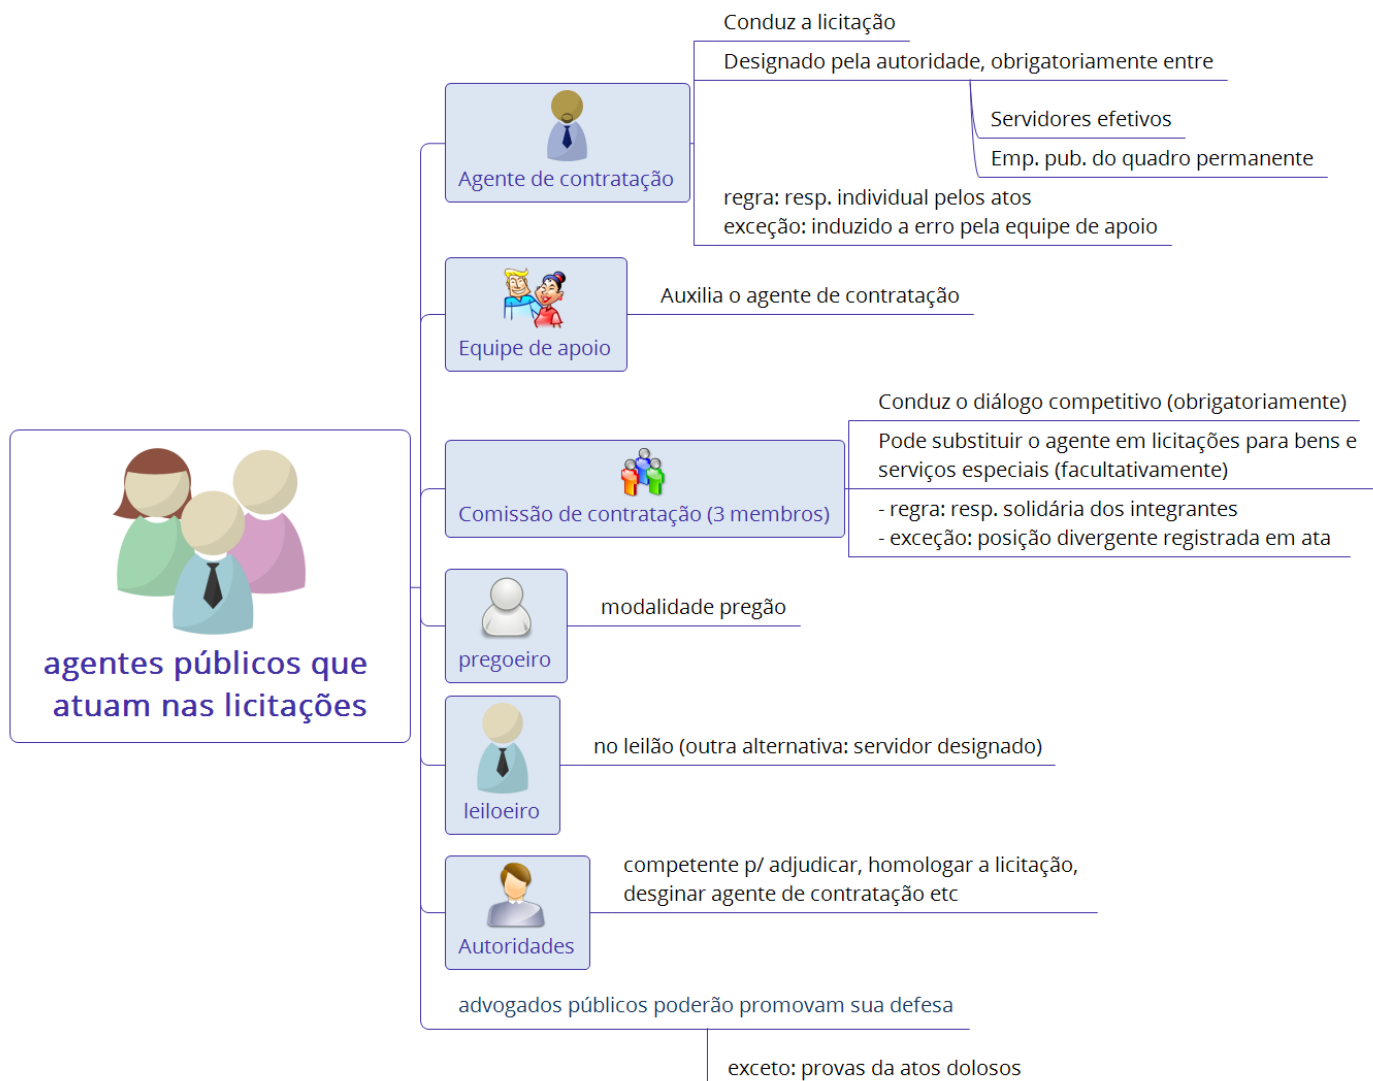 agentes públicos que
atuam nas licitações
Agente de contratação
Conduz a licitação
Designado pela autoridade, obrigatoriamente entre
Servidores efetivos
Emp. pub. do quadro permanente
regra: resp. individual pelos atos
exceção: induzido a erro pela equipe de apoio
Equipe de apoio
Auxilia o agente de contratação
Comissão de contratação (3 membros)
Conduz o diálogo competitivo (obrigatoriamente)
Pode substituir o agente em licitações para bens e
serviços especiais (facultativamente)
- regra: resp. solidária dos integrantes
- exceção: posição divergente registrada em ata
pregoeiro
modalidade pregão
leiloeiro
no leilão (outra alternativa: servidor designado)
Autoridades
competente p/ adjudicar, homologar a licitação,
desginar agente de contratação etc
advogados públicos poderão promovam sua defesa
exceto: provas da atos dolosos